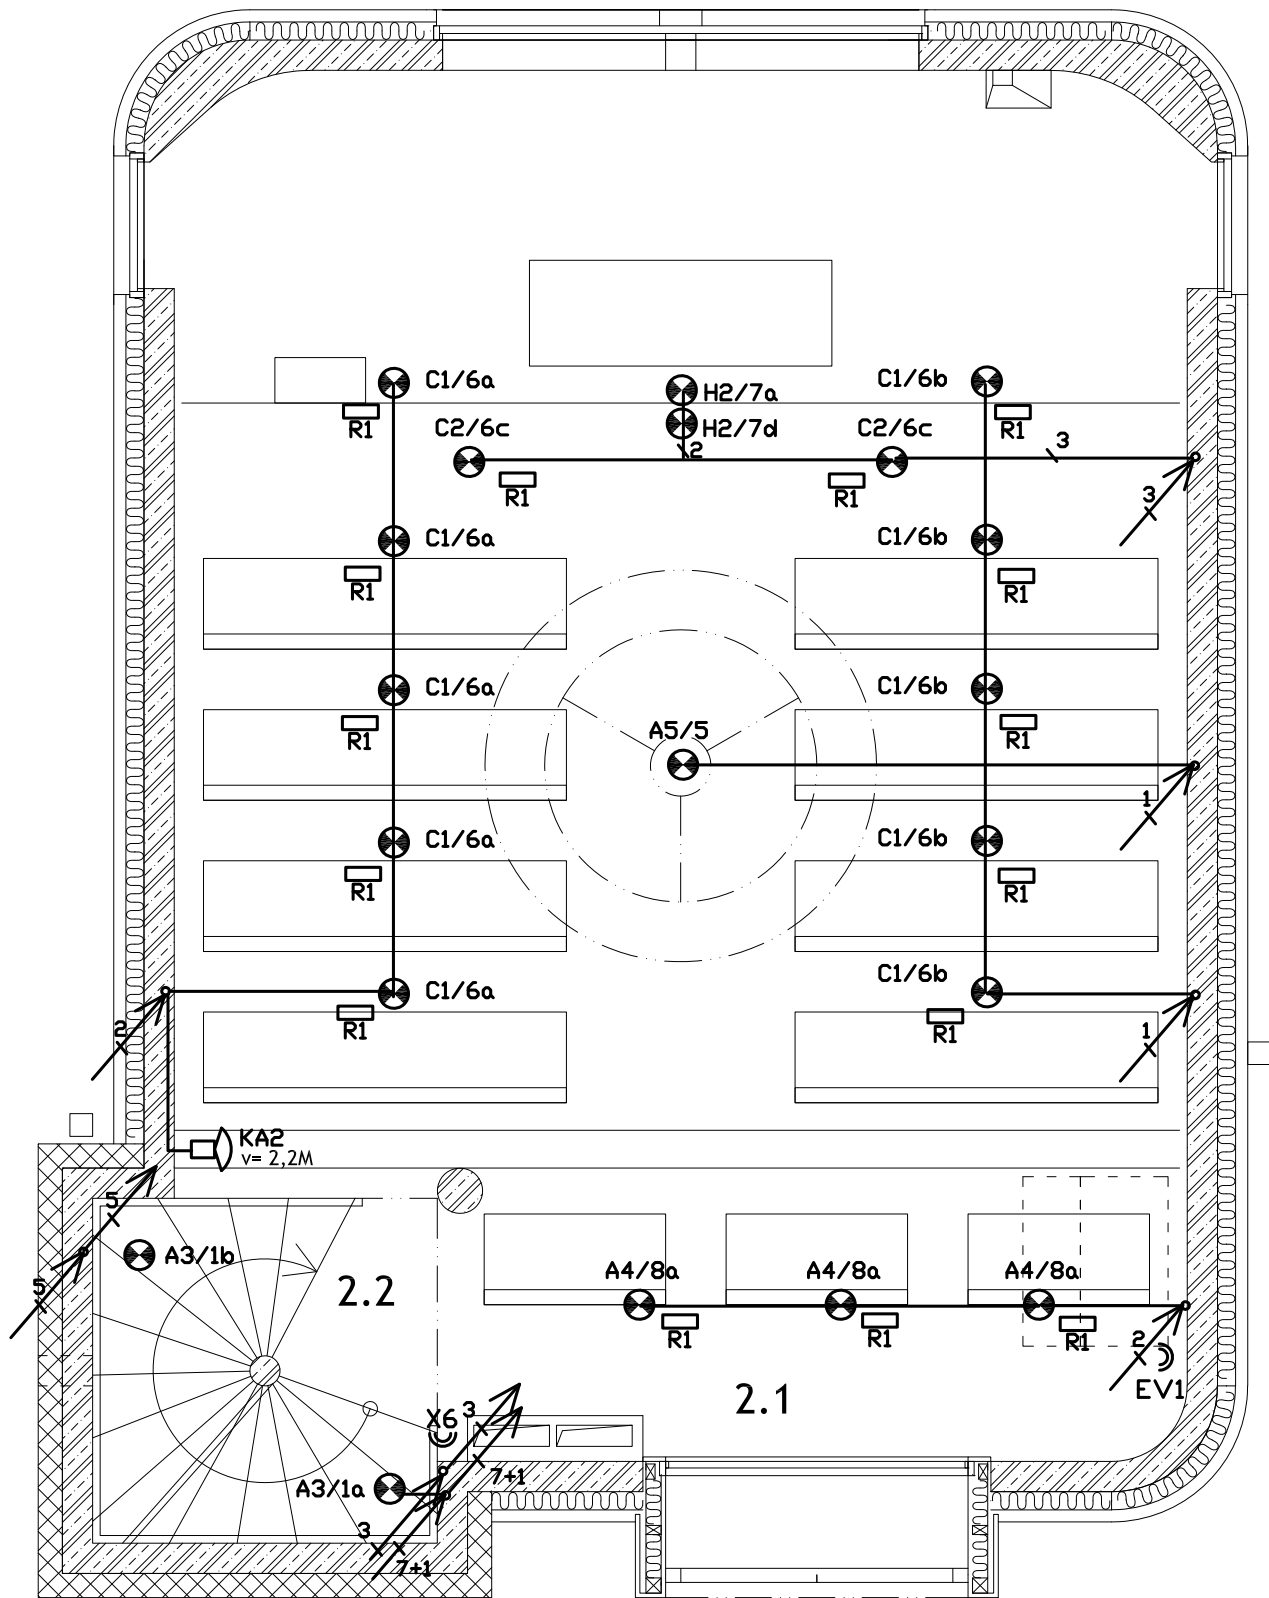 C1/6a
H2/7a
C1/6b
R1
R1
C2/6c
H2/7d
C2/6c
2
3
R1
R1
3
C1/6a
C1/6b
R1
R1
C1/6a
C1/6b
R1
A5/5
R1
1
C1/6a
C1/6b
R1
R1
C1/6a
C1/6b
R1
R1
2
1
KA2
v= 2,2M
5
A3/1b
5
2.2
A4/8a
A4/8a
A4/8a
R1
R1
R1
2
EV1
2.1
X6
3
7+1
A3/1a
3
7+1